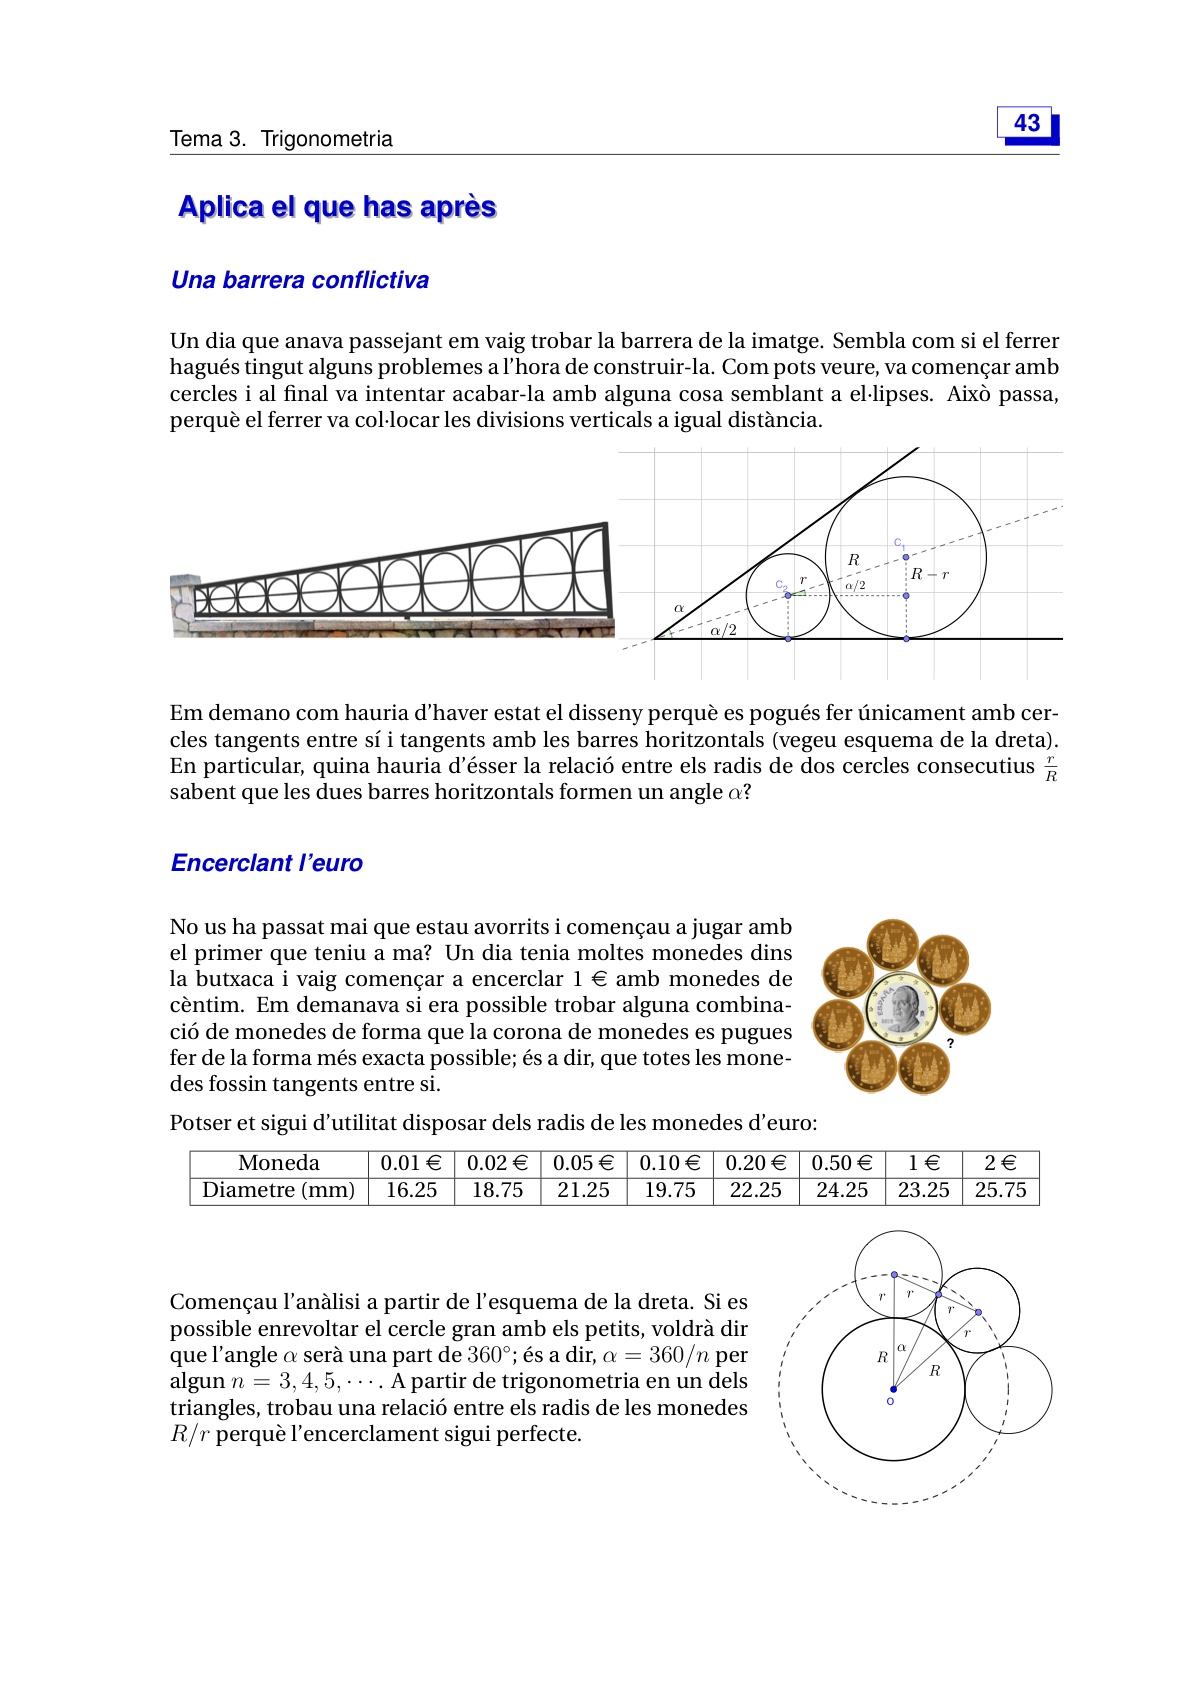 Tema 3. Trigonometria
43
Aplica el que has après
Una barrera conflictiva
Un dia que anava passejant em vaig trobar la barrera de la imatge. Sembla com si el ferrer
hagués tingut alguns problemes a l'hora de construir-la. Com pots veure, va començar amb
cercles i al final va intentar acabar-la amb alguna cosa semblant a el·lipses. Això passa,
perquè el ferrer va col·locar les divisions verticals a igual distància.
C1
R
R − r
C2
r
α/2
α
α/2
Em demano com hauria d'haver estat el disseny perquè es pogués fer únicament amb cer-
cles tangents entre sí i tangents amb les barres horitzontals (vegeu esquema de la dreta).
En particular, quina hauria d'ésser la relació entre els radis de dos cercles consecutius r/R
sabent que les dues barres horitzontals formen un angle α?
Encerclant l'euro
No us ha passat mai que estau avorrits i començau a jugar amb
el primer que teniu a ma? Un dia tenia moltes monedes dins
la butxaca i vaig començar a encerclar 1 € amb monedes de
cèntim. Em demanava si era possible trobar alguna combina-
ció de monedes de forma que la corona de monedes es pugues
fer de la forma més exacta possible; és a dir, que totes les mone-
des fossin tangents entre si.
ESPAÑA
?
Potser et sigui d'utilitat disposar dels radis de les monedes d'euro:
Moneda 0.01 € 0.02 € 0.05 € 0.10 € 0.20 € 0.50 € 1 € 2 €
Diametre (mm) 16.25 18.75 21.25 19.75 22.25 24.25 23.25 25.75
Començau l'anàlisi a partir de l'esquema de la dreta. Si es
possible enrevoltar el cercle gran amb els petits, voldrà dir
que l'angle α serà una part de 360°; és a dir, α = 360/n per
algun n = 3, 4, 5, · · · . A partir de trigonometria en un dels
triangles, trobau una relació entre els radis de les monedes
R/r perquè l'encerclament sigui perfecte.
r
r
r
r
α
R
R
O